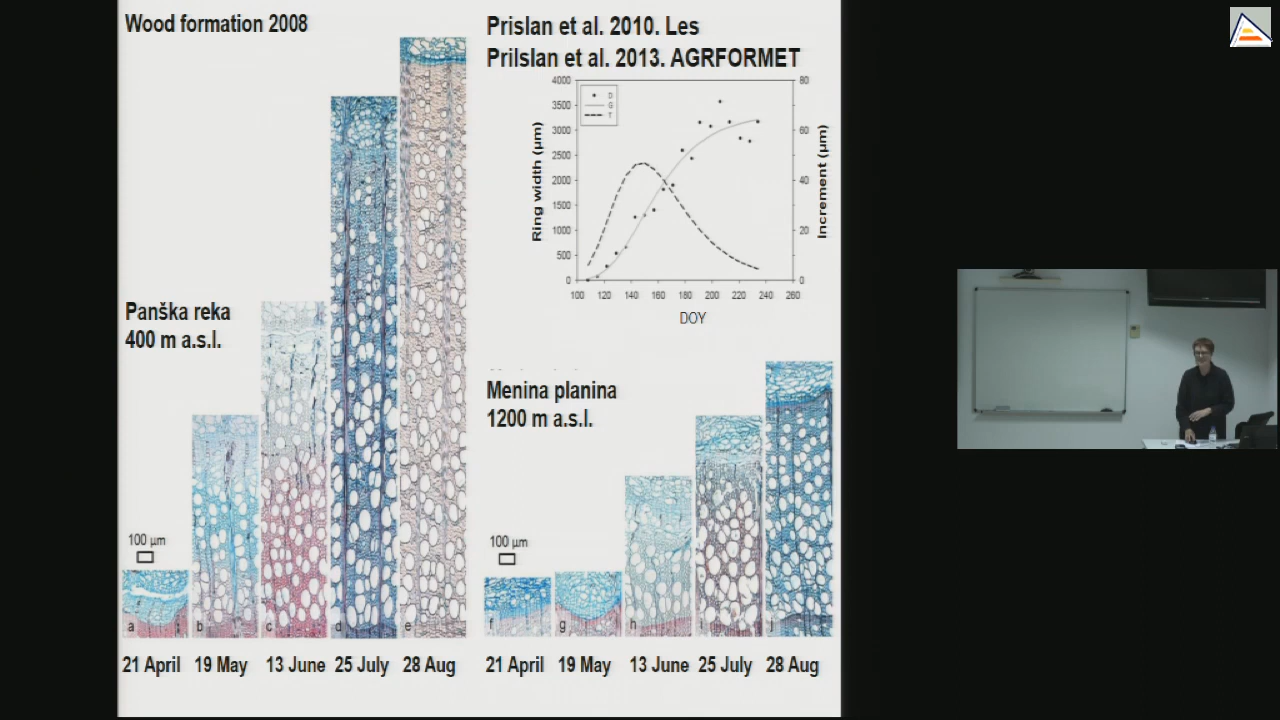 Wood formation 2008
Prislan et al. 2010. Les
Prilslan et al. 2013. AGRFORMET
4000
3500
3000
2500
2000
1500
1000
500
0
Ring width (µm)
D
G
T
80
60
40
20
0
Increment (µm)
100 120 140 160 180 200 220 240 260
DOY
Panška reka
400 m a.s.l.
Menina planina
1200 m a.s.l.
100 µm
100 µm
a b c d e
f g h i j
21 April 19 May 13 June 25 July 28 Aug
21 April 19 May 13 June 25 July 28 Aug